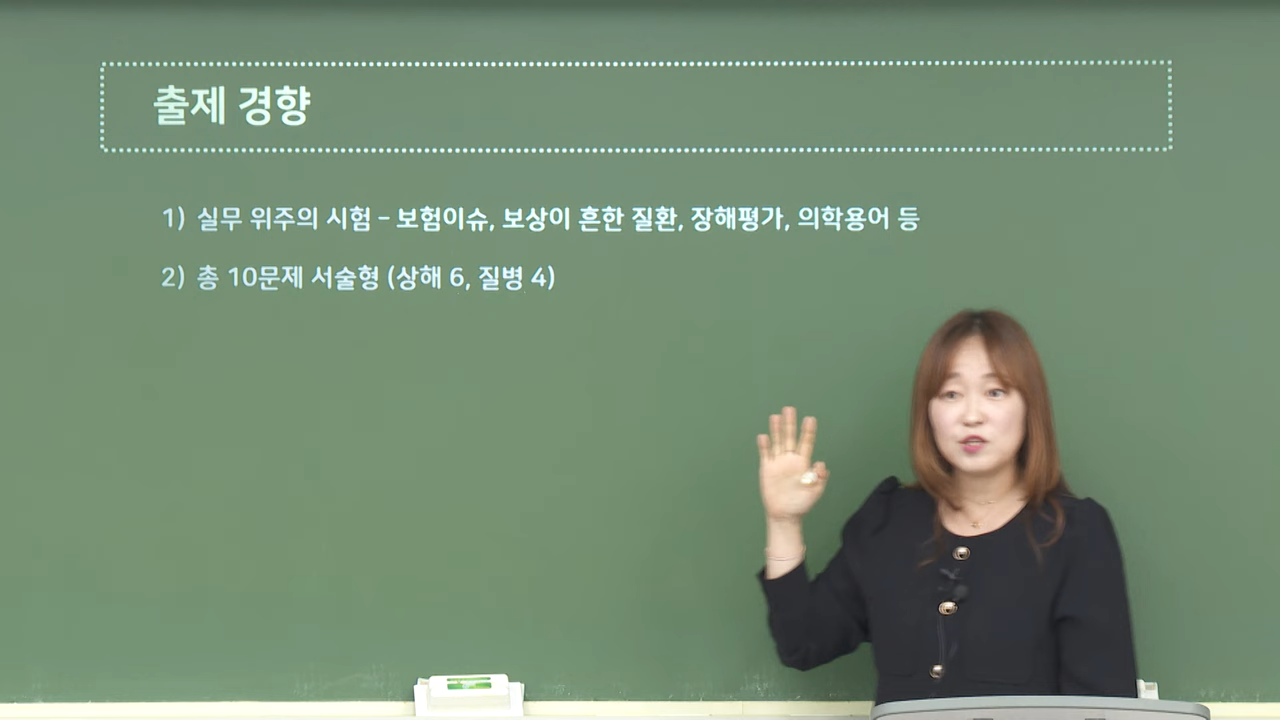 출제 경향
1) 실무 위주의 시험 – 보험이슈, 보상이 흔한 질환, 장해평가, 의학용어 등
2) 총 10문제 서술형 (상해 6, 질병 4)